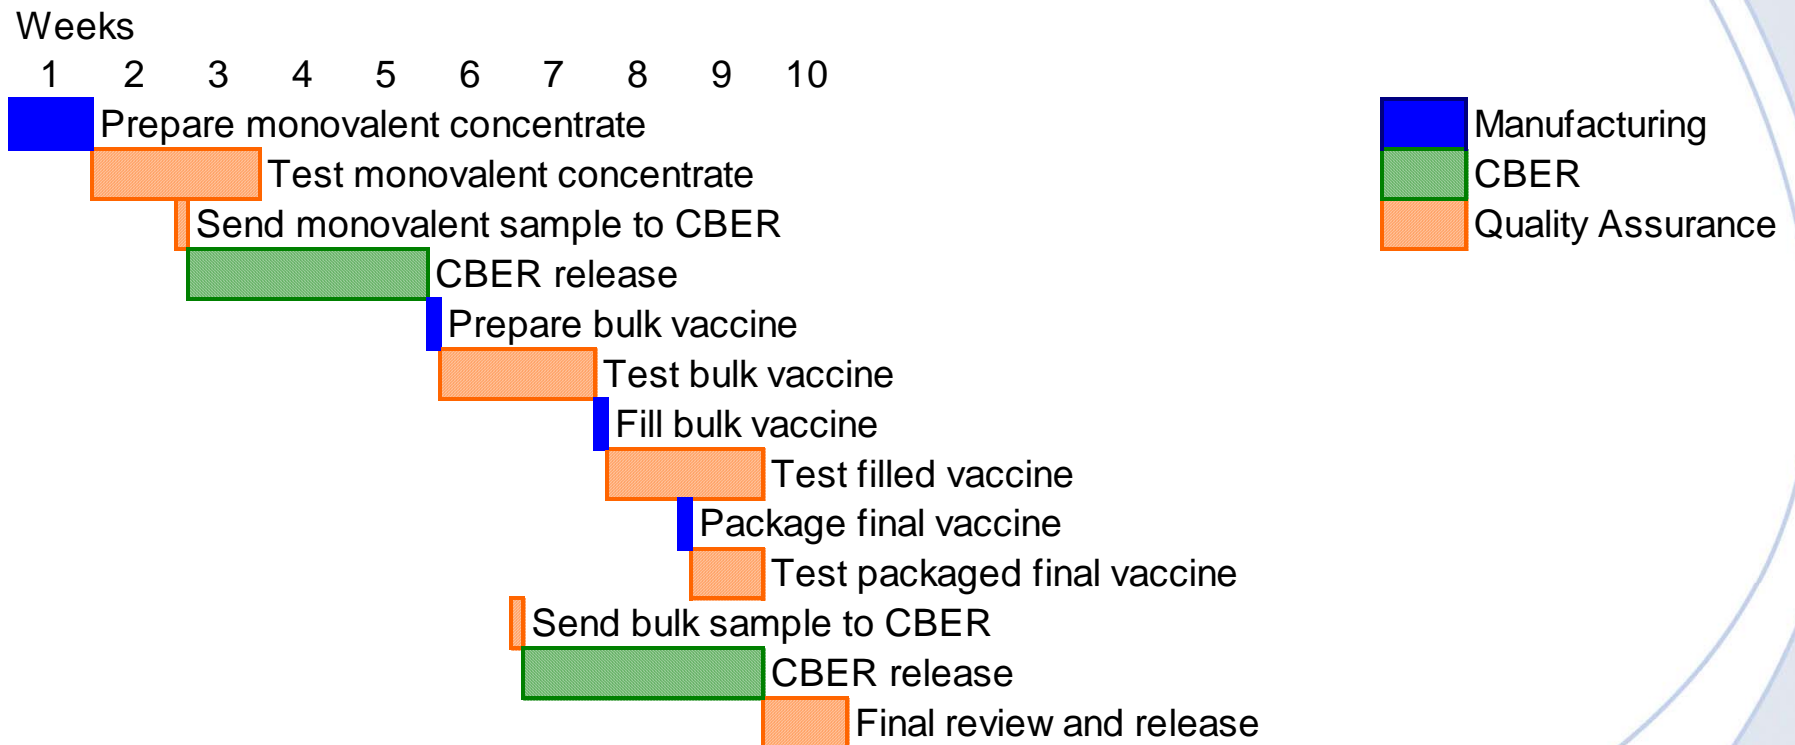 Weeks
1 2 3 4 5 6 7 8 9 10
Prepare monovalent concentrate
Test monovalent concentrate
Send monovalent sample to CBER
CBER release
Prepare bulk vaccine
Test bulk vaccine
Fill bulk vaccine
Test filled vaccine
Package final vaccine
Test packaged final vaccine
Send bulk sample to CBER
CBER release
Final review and release
Manufacturing
CBER
Quality Assurance